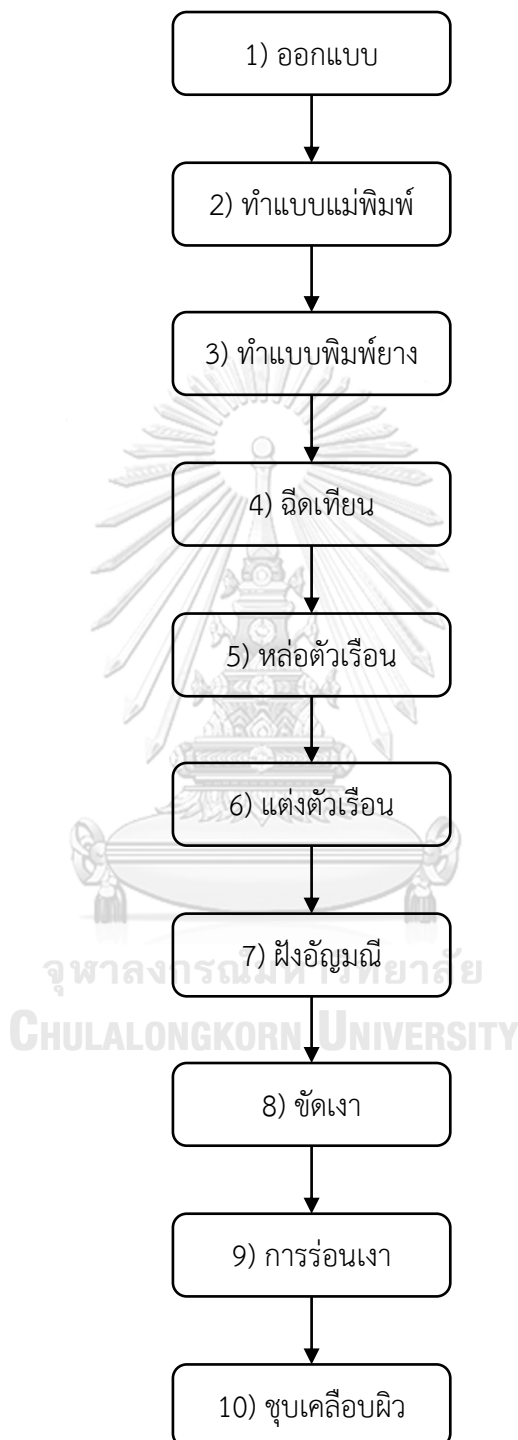 1) ออกแบบ
2) ทำแบบแม่พิมพ์
3) ทำแบบพิมพ์ยาง
4) ฉีดเทียน
5) หล่อตัวเรือน
6) แต่งตัวเรือน
7) ฝังอัญมณี
จุฬาลงกรณ์มหาวิทยาลัย
CHULALONGKORN UNIVERSITY
8) ขัดเงา
9) การร่อนเงา
10) ชุบเคลือบผิว